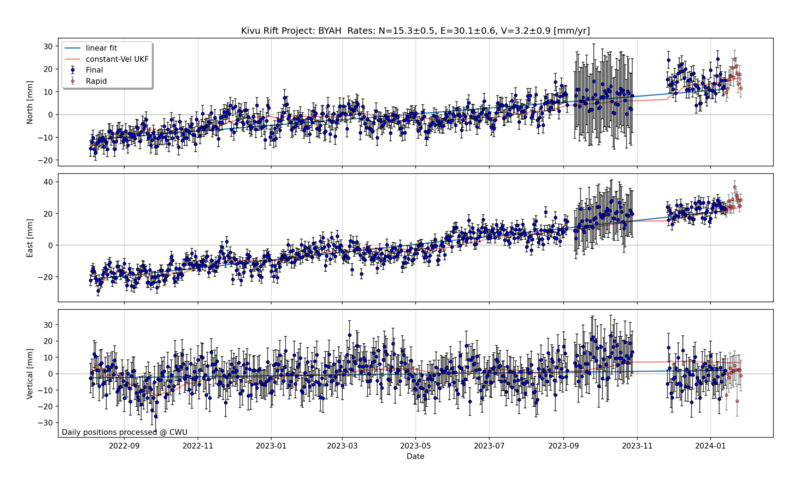 Kivu Rift Project: BYAH Rates: N=15.3±0.5, E=30.1±0.6, V=3.2±0.9 [mm/yr]
linear fit
constant-Vel UKF
Final
Rapid
North [mm]
30
20
10
0
−10
−20
East [mm]
40
20
0
−20
Vertical [mm]
30
20
10
0
−10
−20
−30
Daily positions processed @ CWU
2022-09
2022-11
2023-01
2023-03
2023-05
2023-07
2023-09
2023-11
2024-01
Date